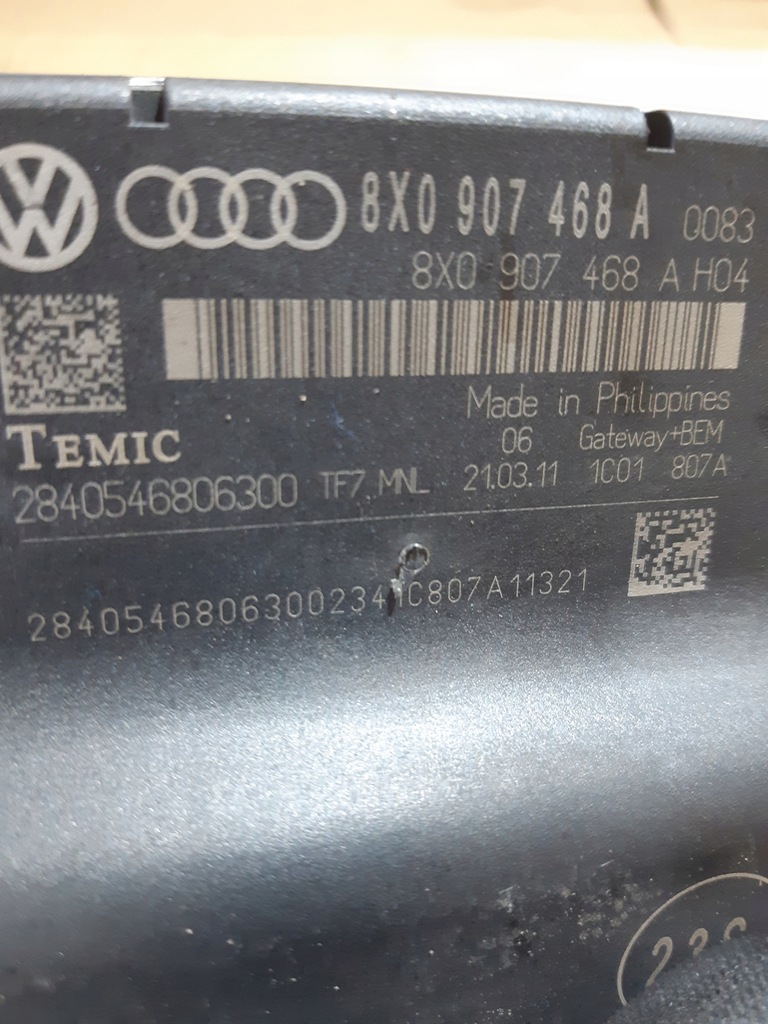 8X0 907 468 A 0083
8X0 907 468 A H04
Made in Philippines
TEMIC 06 Gateway+BEM
2840546806300 TF7 MNL 21.03.11 1C01 807A
28405468063002341C807A11321